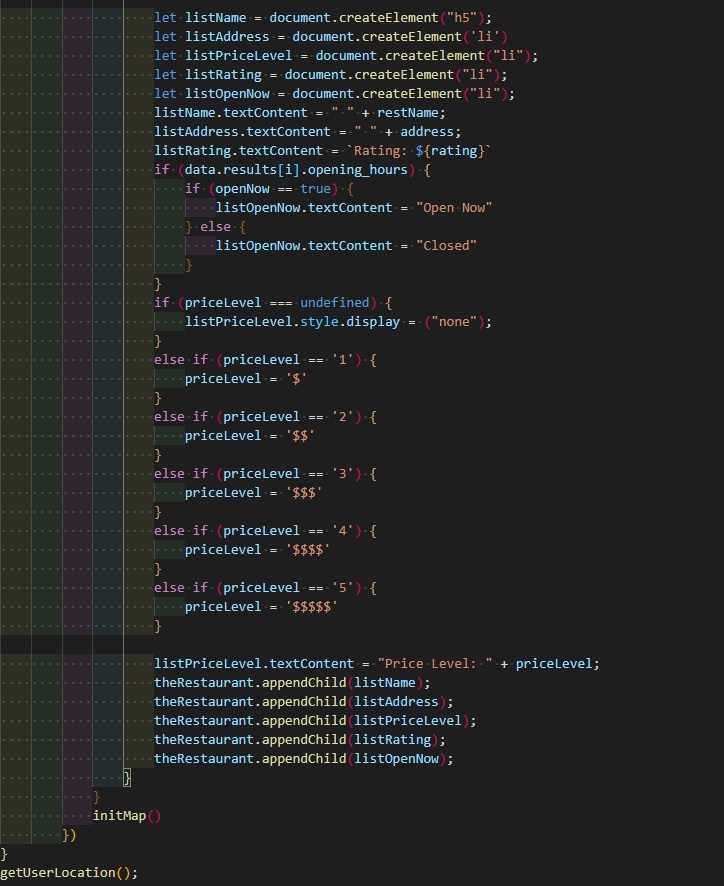 let listName = document.createElement("h5");
let listAddress = document.createElement('li')
let listPriceLevel = document.createElement("li");
let listRating = document.createElement("li");
let listOpenNow = document.createElement("li");
listName.textContent = " " + restName;
listAddress.textContent = " " + address;
listRating.textContent = `Rating: ${rating}`
if (data.results[i].opening_hours) {
if (openNow == true) {
listOpenNow.textContent = "Open Now"
} else {
listOpenNow.textContent = "Closed"
}
}
if (priceLevel === undefined) {
listPriceLevel.style.display = ("none");
}
else if (priceLevel == '1') {
priceLevel = '$'
}
else if (priceLevel == '2') {
priceLevel = '$$'
}
else if (priceLevel == '3') {
priceLevel = '$$$'
}
else if (priceLevel == '4') {
priceLevel = '$$$$'
}
else if (priceLevel == '5') {
priceLevel = '$$$$$'
}
listPriceLevel.textContent = "Price Level: " + priceLevel;
theRestaurant.appendChild(listName);
theRestaurant.appendChild(listAddress);
theRestaurant.appendChild(listPriceLevel);
theRestaurant.appendChild(listRating);
theRestaurant.appendChild(listOpenNow);
}
}
initMap()
})
}
getUserLocation();